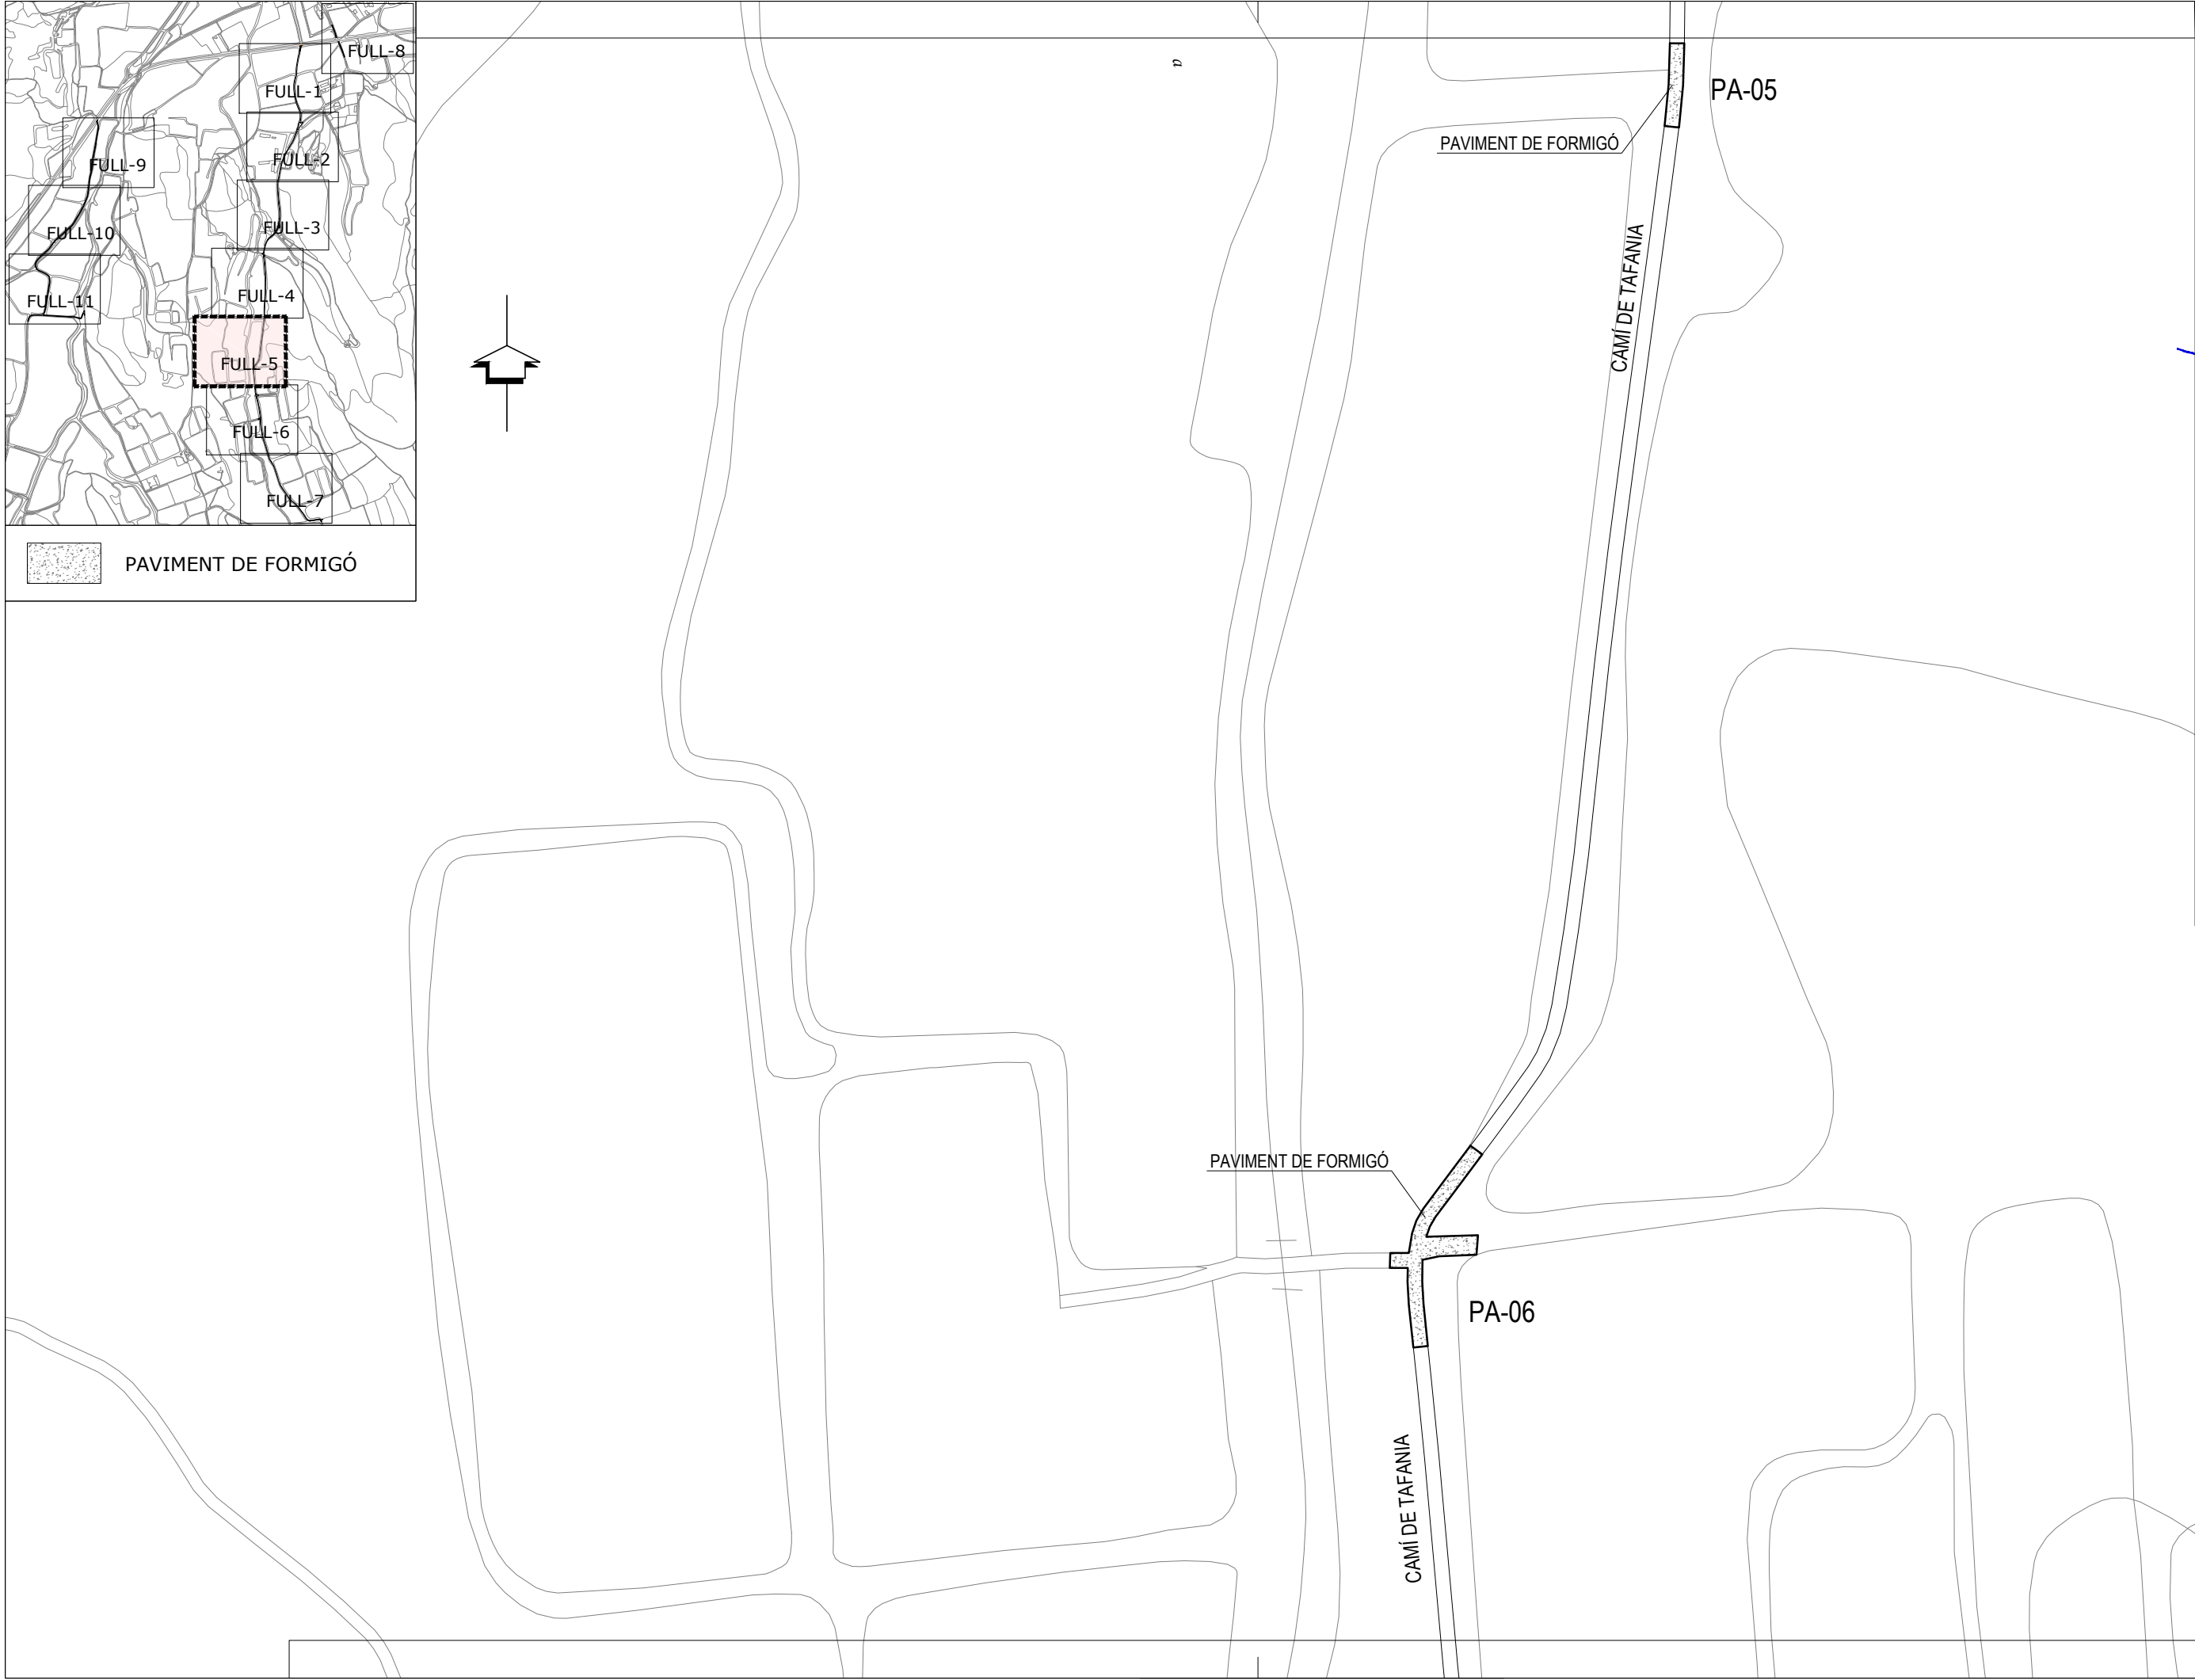 FULL-8
FULL-1
FULL-2
FULL-9
FULL-3
FULL-10
FULL-4
FULL-11
FULL-5
FULL-6
FULL-7
PAVIMENT DE FORMIGÓ
a
PA-05
PAVIMENT DE FORMIGÓ
CAMÍ DE TAFANIA
PAVIMENT DE FORMIGÓ
PA-06
CAMÍ DE TAFANIA